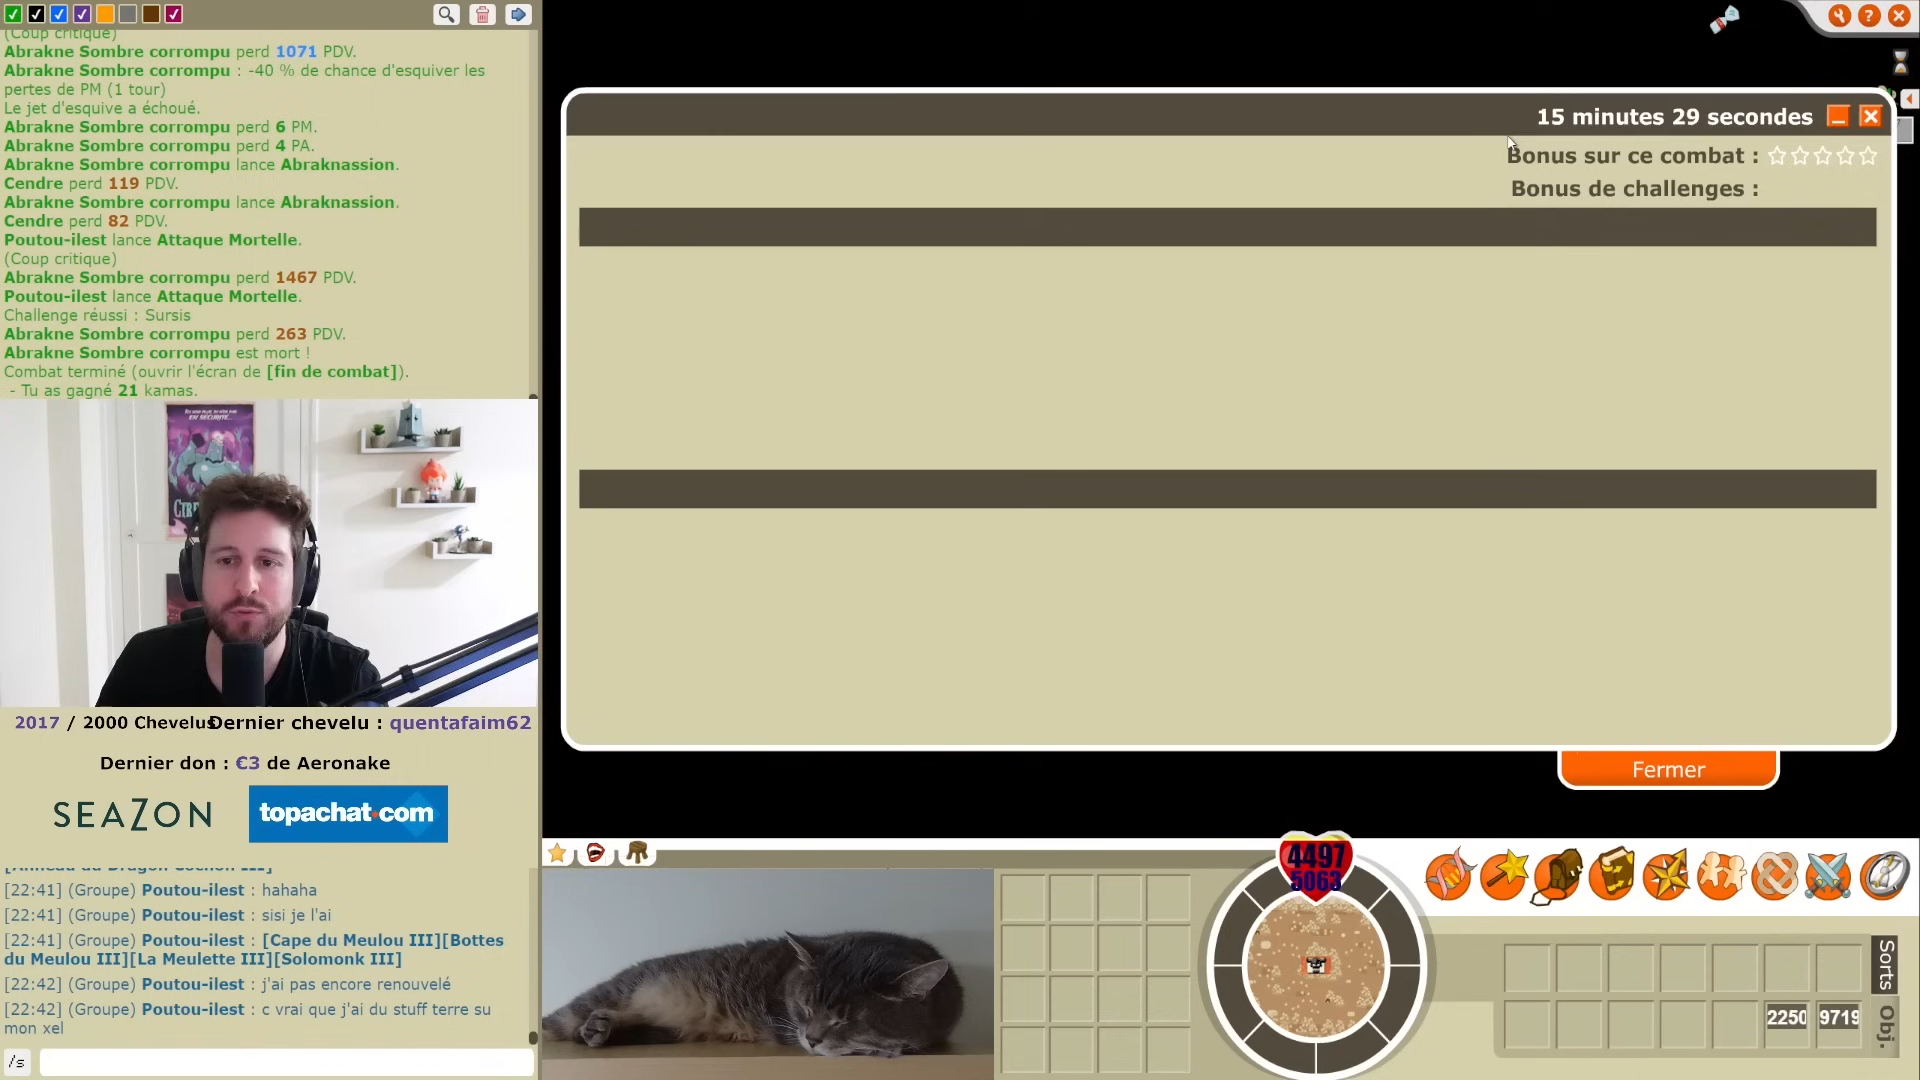 (Coup critique)
Abrakne Sombre corrompu perd 1071 PDV.
Abrakne Sombre corrompu : -40 % de chance d'esquiver les
pertes de PM (1 tour)
Le jet d'esquive a échoué.
Abrakne Sombre corrompu perd 6 PM.
Abrakne Sombre corrompu perd 4 PA.
Abrakne Sombre corrompu lance Abraknassion.
Cendre perd 119 PDV.
Abrakne Sombre corrompu lance Abraknassion.
Cendre perd 82 PDV.
Poutou-ilest lance Attaque Mortelle.
(Coup critique)
Abrakne Sombre corrompu perd 1467 PDV.
Poutou-ilest lance Attaque Mortelle.
Challenge réussi : Sursis
Abrakne Sombre corrompu perd 263 PDV.
Abrakne Sombre corrompu est mort !
Combat terminé (ouvrir l'écran de [fin de combat]).
- Tu as gagné 21 kamas.
2017 / 2000 Chevelus
Dernier chevelu : quentafaim62
Dernier don : €3 de Aeronake
SEAZON
topachat.com
[Anneau du Dragon Cochon III]
[22:41] (Groupe) Poutou-ilest : hahaha
[22:41] (Groupe) Poutou-ilest : sisi je l'ai
[22:41] (Groupe) Poutou-ilest : [Cape du Meulou III][Bottes
du Meulou III][La Meulette III][Solomonk III]
[22:42] (Groupe) Poutou-ilest : j'ai pas encore renouvelé
[22:42] (Groupe) Poutou-ilest : c vrai que j'ai du stuff terre su
mon xel
/s
15 minutes 29 secondes
Bonus sur ce combat :
Bonus de challenges :
Fermer
4497
5063
Sorts
Obj.
2250
9719